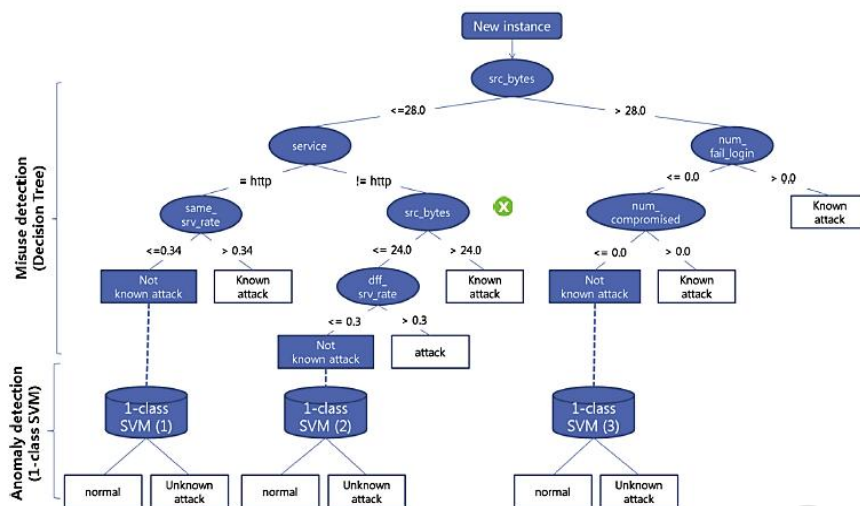 New instance
src_bytes
<=28.0
> 28.0
service
num_
fail_login
= http
!= http
<= 0.0
> 0.0
same_
srv_rate
src_bytes
X
num_
compromised
Known
attack
<=0.34
> 0.34
<= 24.0
> 24.0
<= 0.0
> 0.0
Not
known attack
Known
attack
dff_
srv_rate
Known
attack
Not
known attack
Known
attack
<= 0.3
> 0.3
Not
known attack
attack
Misuse detection
(Decision Tree)
1-class
SVM (1)
1-class
SVM (2)
1-class
SVM (3)
normal
Unknown
attack
normal
Unknown
attack
normal
Unknown
attack
Anomaly detection
(1-class SVM)